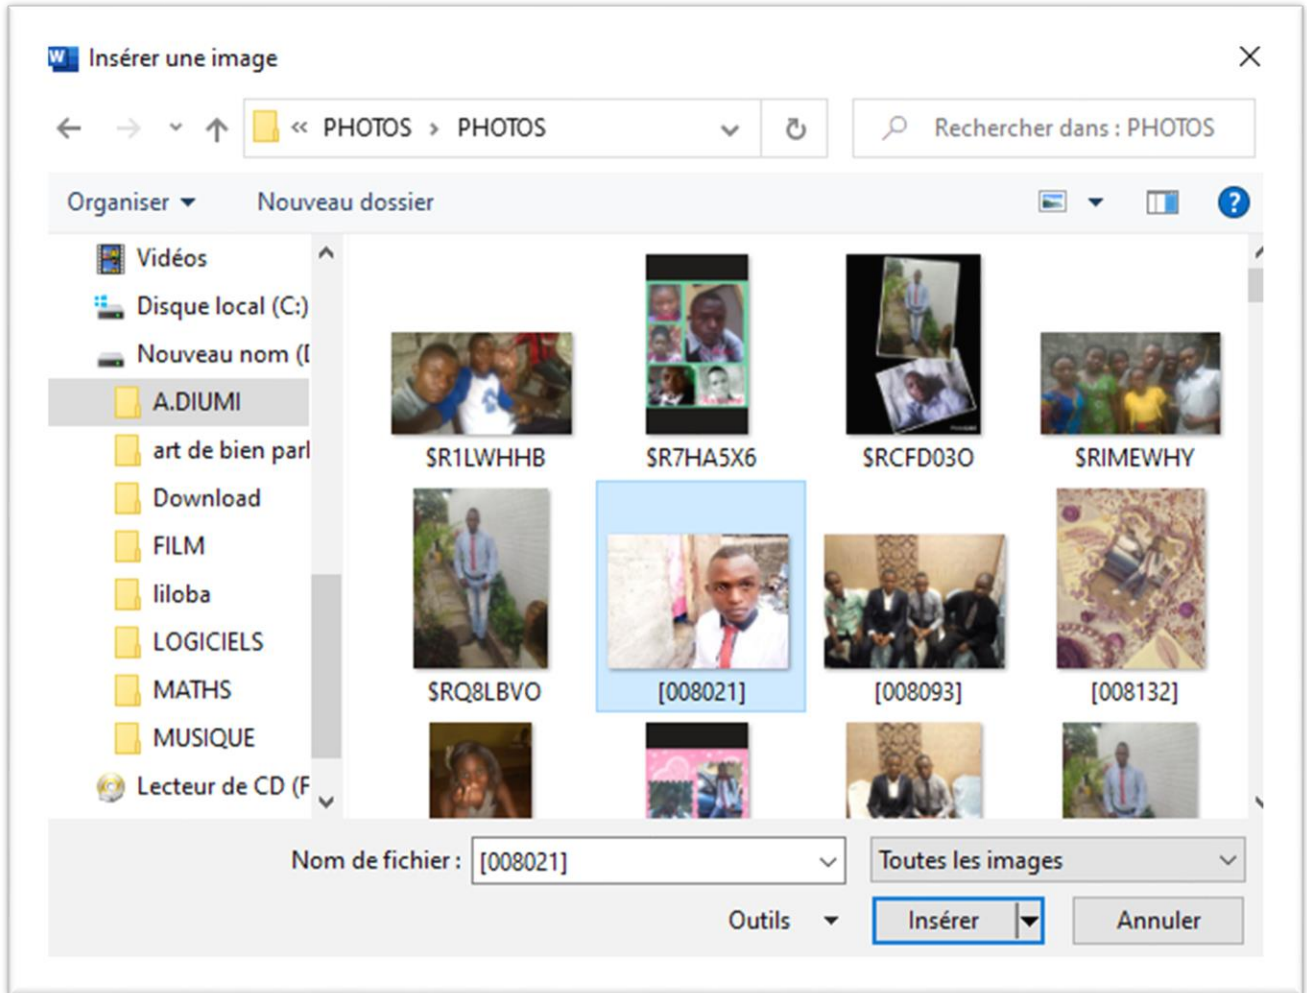 Insérer une image
« PHOTOS › PHOTOS
Rechercher dans : PHOTOS
Organiser
Nouveau dossier
Vidéos
Disque local (C:)
Nouveau nom (D
A.DIUMI
art de bien parl
Download
FILM
liloba
LOGICIELS
MATHS
MUSIQUE
Lecteur de CD (F
$R1LWHHB
$R7HA5X6
$RCFD03O
$RIMEWHY
$RQ8LBVO
[008021]
[008093]
[008132]
Nom de fichier :
[008021]
Toutes les images
Outils
Insérer
Annuler